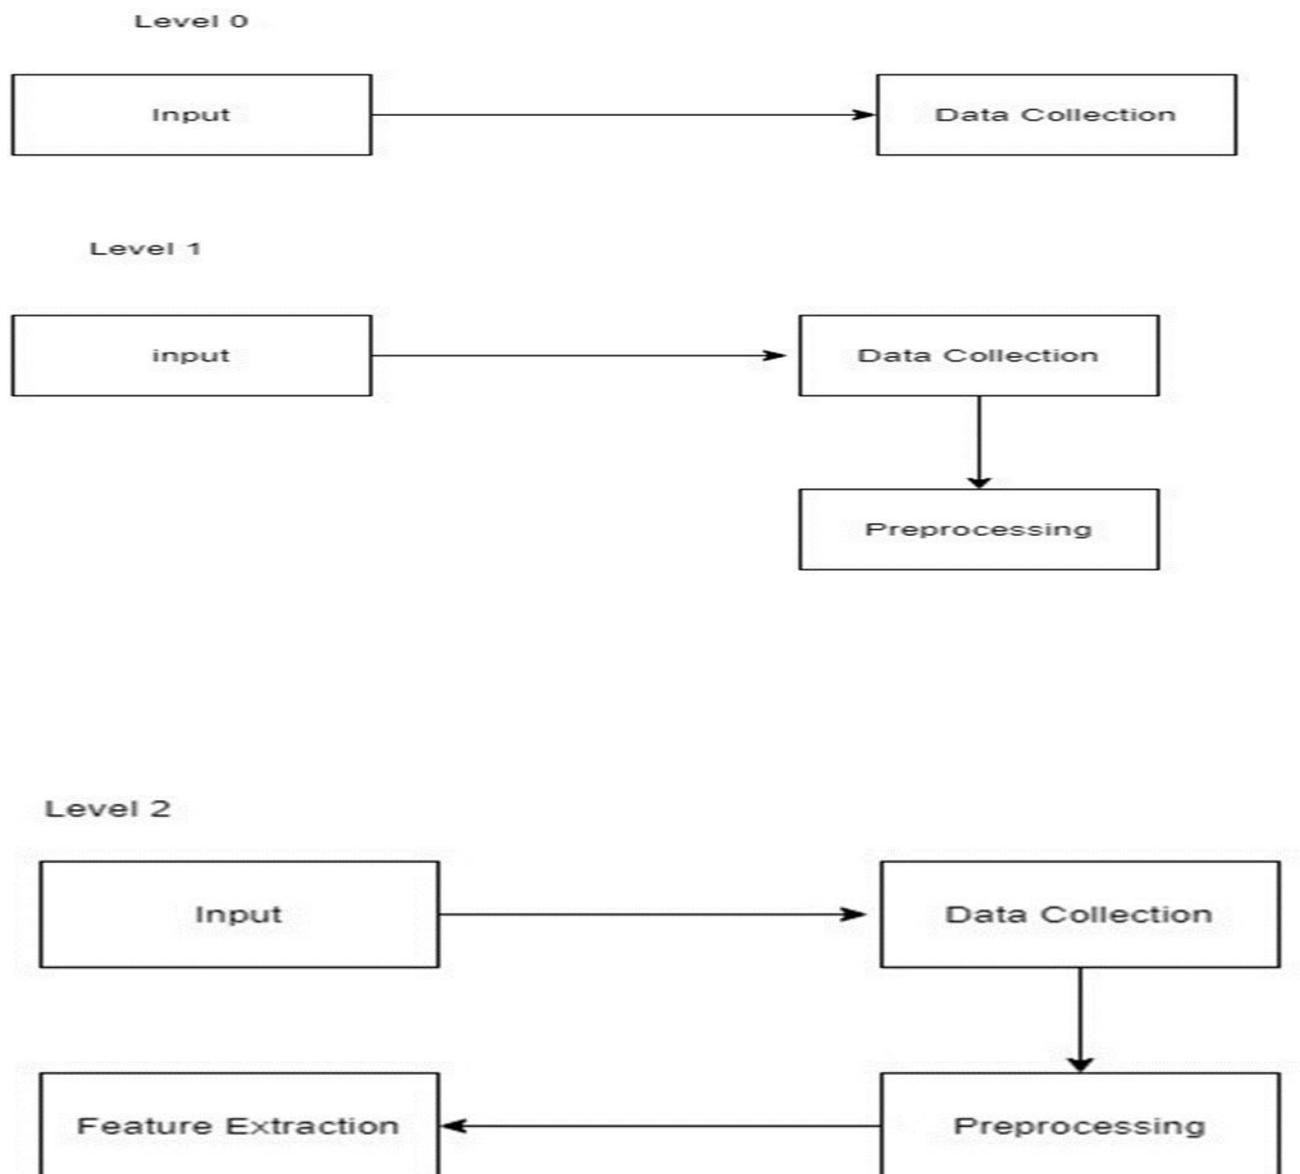 Level 0
Input
Data Collection
Level 1
input
Data Collection
Preprocessing
Level 2
Input
Data Collection
Feature Extraction
Preprocessing